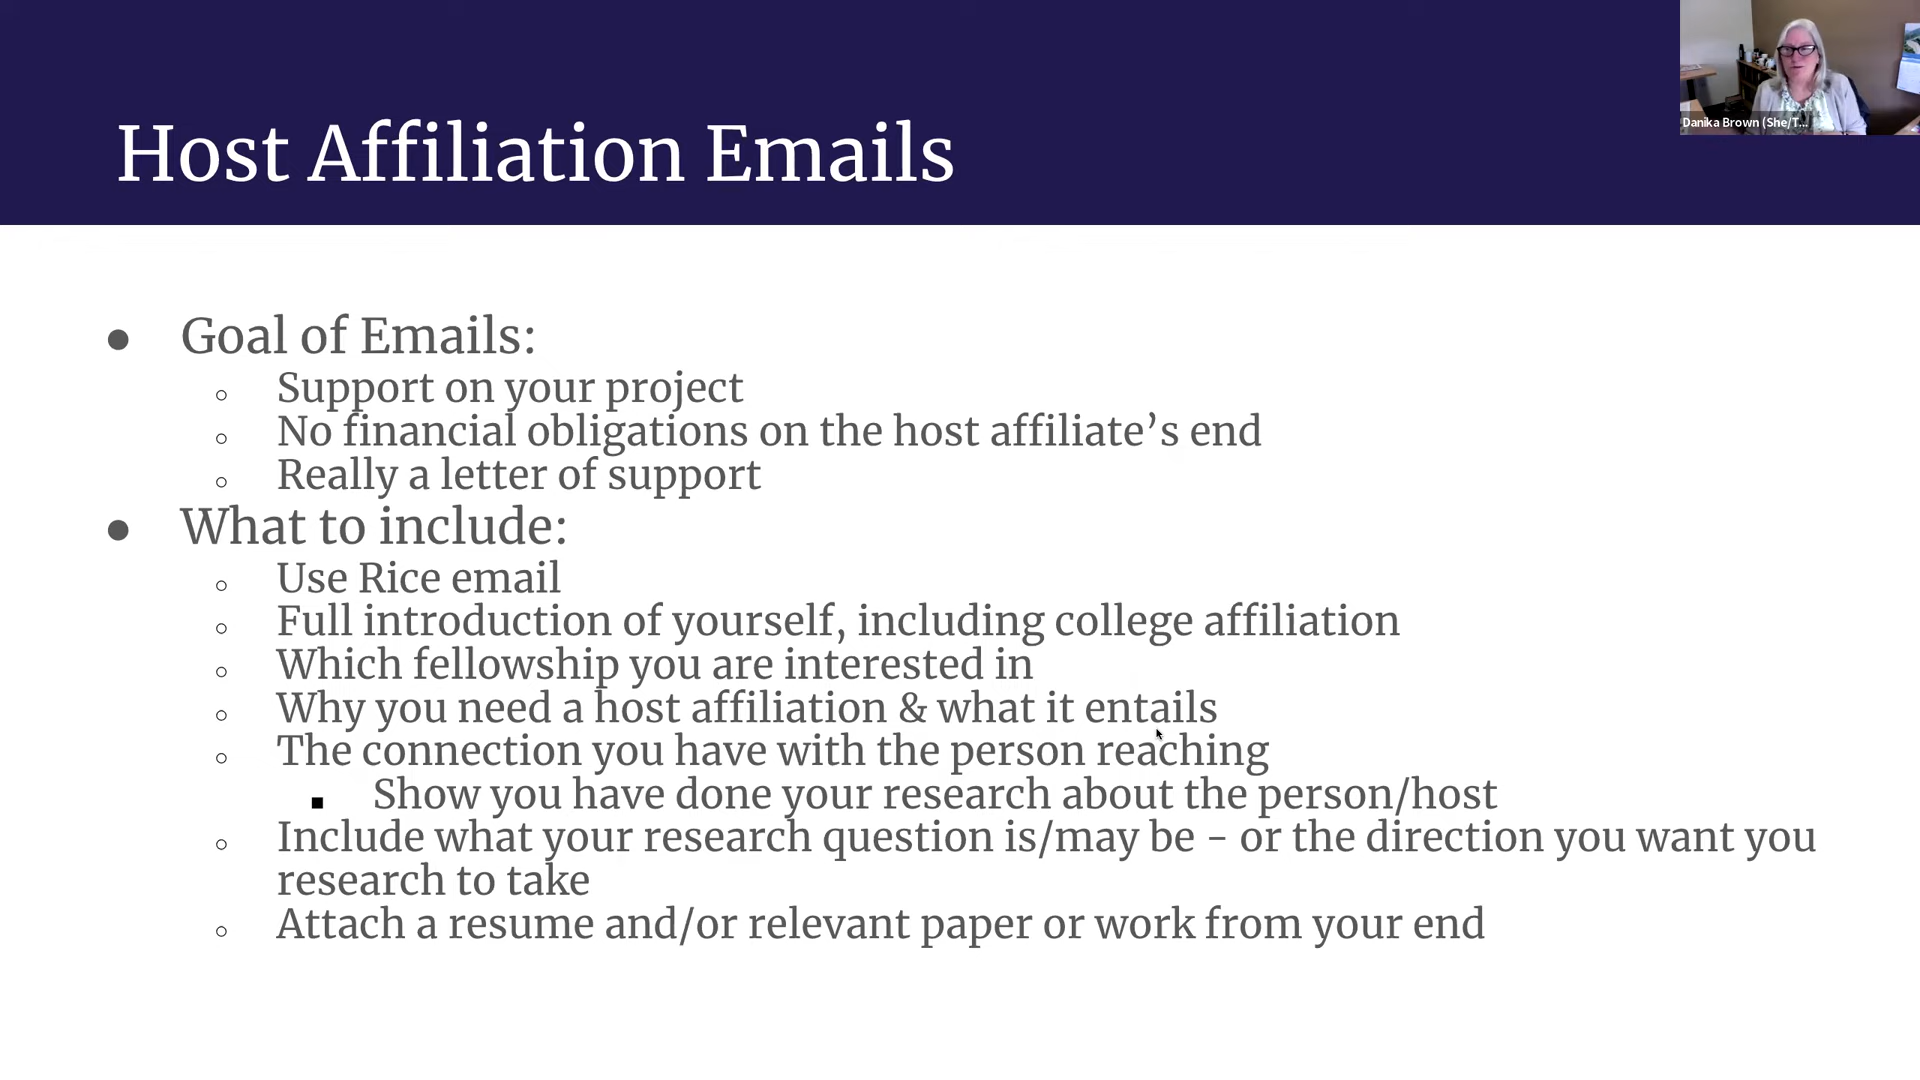 Host Affiliation Emails
Danika Brown (She/T...
● Goal of Emails:
○ Support on your project
○ No financial obligations on the host affiliate’s end
○ Really a letter of support
● What to include:
○ Use Rice email
○ Full introduction of yourself, including college affiliation
○ Which fellowship you are interested in
○ Why you need a host affiliation & what it entails
○ The connection you have with the person reaching
■ Show you have done your research about the person/host
○ Include what your research question is/may be - or the direction you want you
research to take
○ Attach a resume and/or relevant paper or work from your end